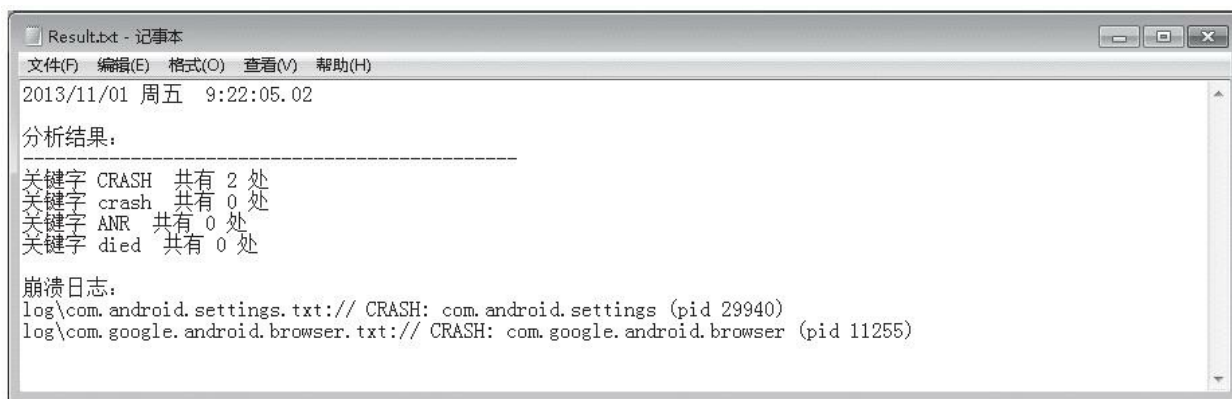 Result.txt - 记事本
文件(F) 编辑(E) 格式(O) 查看(V) 帮助(H)
2013/11/01 周五  9:22:05.02
分析结果:
----------------------------------------------
关键字 CRASH  共有 2 处
关键字 crash  共有 0 处
关键字 ANR  共有 0 处
关键字 died  共有 0 处
崩溃日志:
log\com.android.settings.txt:// CRASH: com.android.settings (pid 29940)
log\com.google.android.browser.txt:// CRASH: com.google.android.browser (pid 11255)